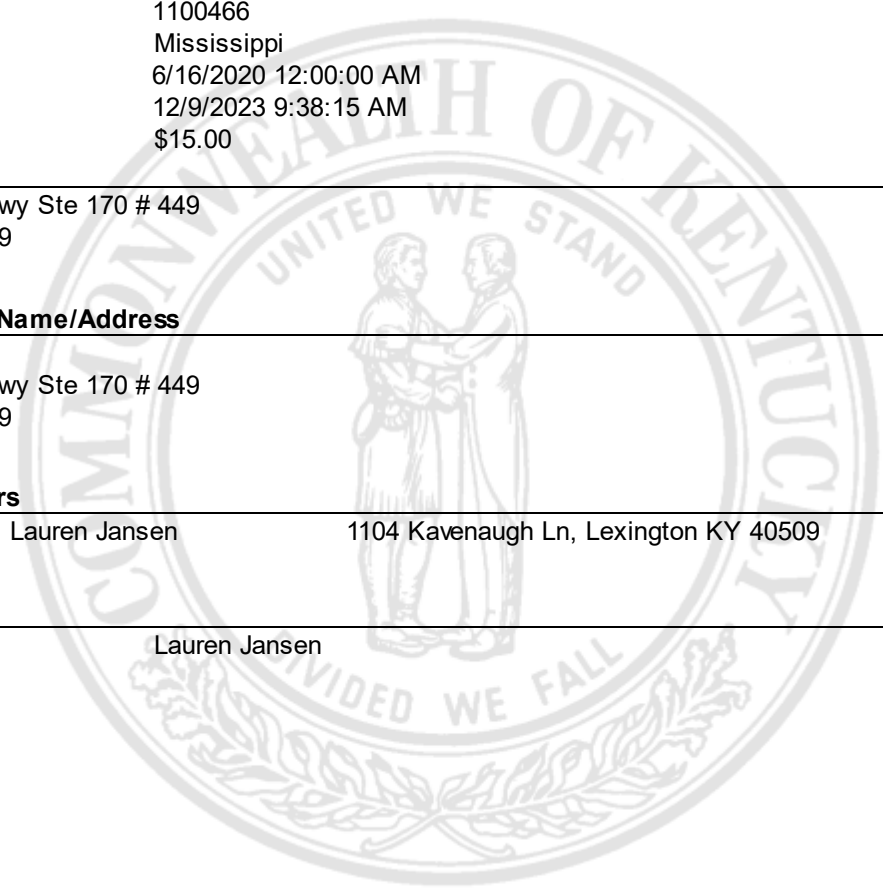 1100466
Mississippi
6/16/2020 12:00:00 AM
12/9/2023 9:38:15 AM
$15.00
wy Ste 170 # 449
9
Name/Address
wy Ste 170 # 449
9
rs
Lauren Jansen 1104 Kavenaugh Ln, Lexington KY 40509
Lauren Jansen
COMMONWEALTH OF KENTUCKY
UNITED WE STAND
DIVIDED WE FALL